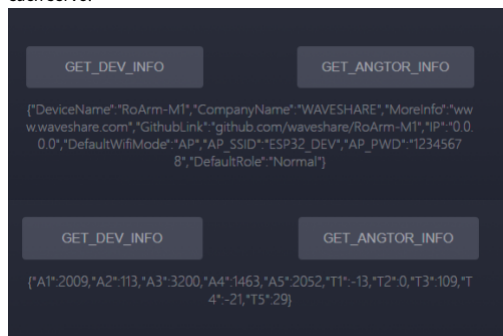 GET_DEV_INFO GET_ANGTOR_INFO
{"DeviceName":"RoArm-M1","CompanyName":"WAVESHARE","MoreInfo":"ww
w.waveshare.com","GithubLink":"github.com/waveshare/RoArm-M1","IP":"0.0.
0.0","DefaultWifiMode":"AP","AP_SSID":"ESP32_DEV","AP_PWD":"1234567
8","DefaultRole":"Normal"}
GET_DEV_INFO GET_ANGTOR_INFO
{"A1":2009,"A2":113,"A3":3200,"A4":1463,"A5":2052,"T1":-13,"T2":0,"T3":109,"T
4":-21,"T5":29}